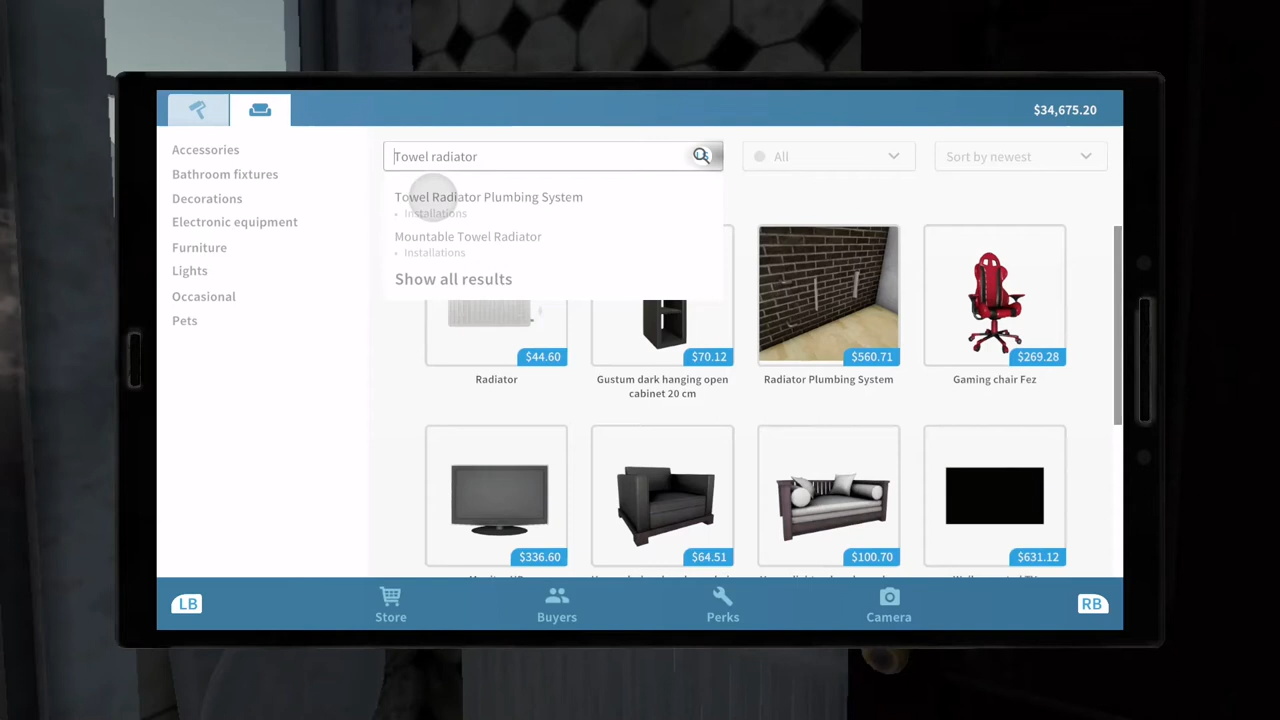 $34,675.20
Accessories
Bathroom fixtures
Decorations
Electronic equipment
Furniture
Lights
Occasional
Pets
Towel radiator
All
Sort by newest
Towel Radiator Plumbing System
• Installations
Mountable Towel Radiator
• Installations
Show all results
$44.60
$70.12
$560.71
$269.28
Radiator
Gustum dark hanging open
cabinet 20 cm
Radiator Plumbing System
Gaming chair Fez
$336.60
$64.51
$100.70
$631.12
LB
Store
Buyers
Perks
Camera
RB